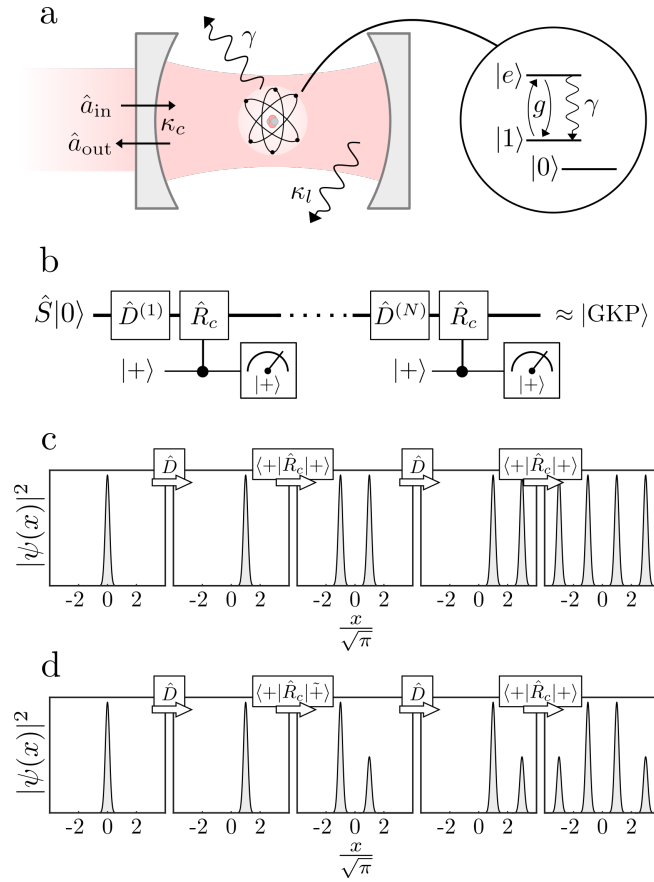 a
γ
â_in
κ_c
â_out
κ_l
|e⟩
g
γ
|1⟩
|0⟩
b
Ŝ|0⟩ D̂^(1) R̂_c D̂^(N) R̂_c ≈ |GKP⟩
|+⟩ |+⟩ |+⟩ |+⟩
c
D̂ ⟨+|R̂_c|+⟩ D̂ ⟨+|R̂_c|+⟩
|ψ(x)|²
-2 0 2 -2 0 2 -2 0 2 -2 0 2 -2 0 2
x/√π
d
D̂ ⟨+|R̂_c|+̃⟩ D̂ ⟨+|R̂_c|+⟩
|ψ(x)|²
-2 0 2 -2 0 2 -2 0 2 -2 0 2 -2 0 2
x/√π